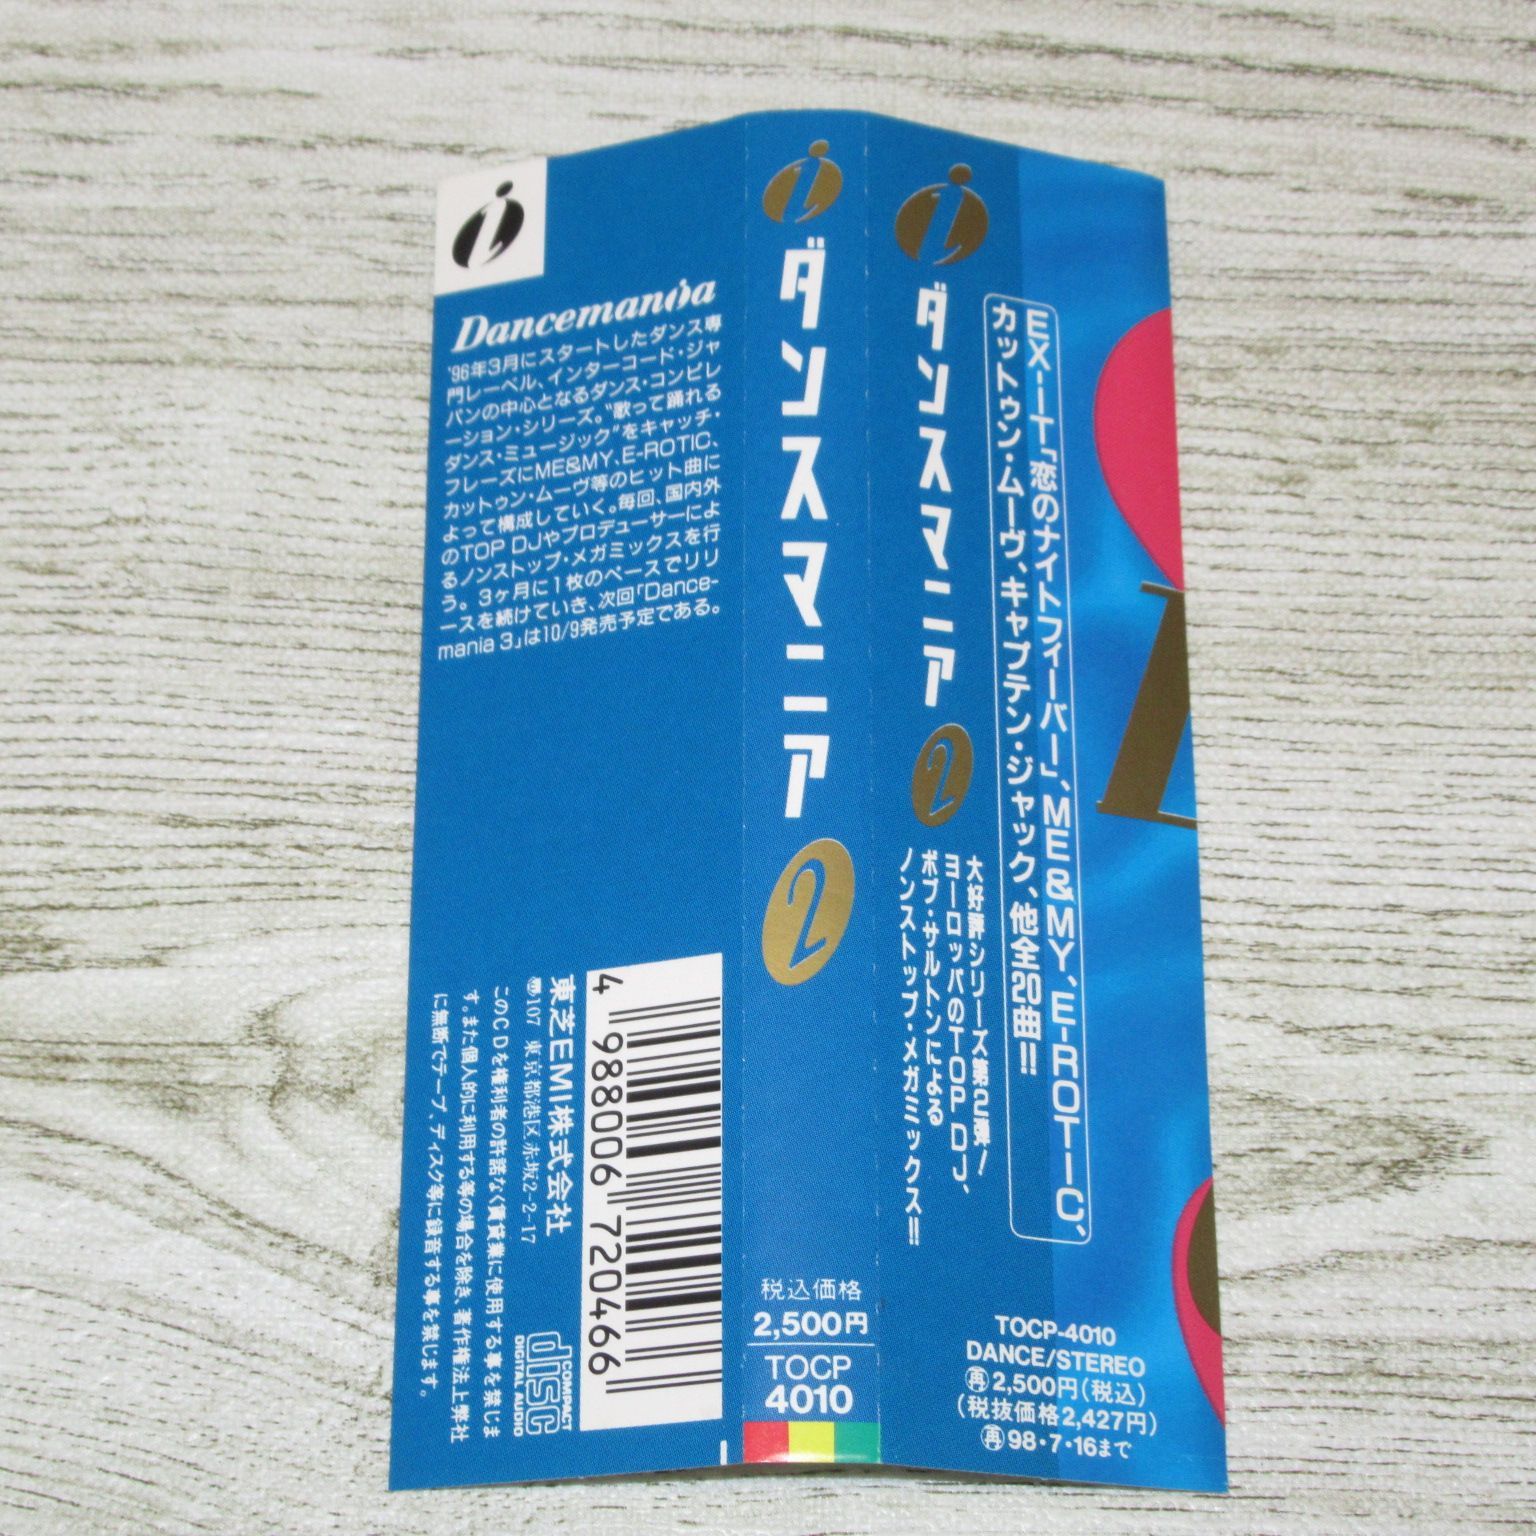 Dancemania
'96年3月にスタートしたダンス専
門レーベル、インターコード・ジャ
パンの中心となるダンス・コンピレ
ーション・シリーズ。“歌って踊れる
ダンス・ミュージック”をキャッチ・
フレーズにME&MY、E-ROTIC、
カットゥン・ムーヴ等のヒット曲に
よって構成していく。毎回、国内外
のTOP DJやプロデューサーによ
るノンストップ・メガミックスを行
う。3ヶ月に1枚のペースでリリ
ースを続けていき、次回「Dance-
mania 3」は10/9発売予定である。
4 988006 720466
東芝EMI株式会社
〒107 東京都港区赤坂2-2-17
このCDを権利者の許諾なく賃貸業に使用する事を禁じま
す。また個人的に利用する等の場合を除き、著作権法上弊社
に無断でテープ、ディスク等に録音する事を禁じます。
COMPACT
disc
DIGITAL AUDIO
i
ダンスマニア
2
税込価格
2,500円
TOCP
4010
i
ダンスマニア
2
EX-IT「恋のナイトフィーバー」、ME&MY、E-ROTIC、
カットゥン・ムーヴ、キャプテン・ジャック、他全20曲!!
大好評シリーズ第2弾!
ヨーロッパのTOP DJ、
ボブ・サルトンによる
ノンストップ・メガミックス!!
TOCP-4010
DANCE/STEREO
再2,500円(税込)
(税抜価格2,427円)
再98・7・16まで